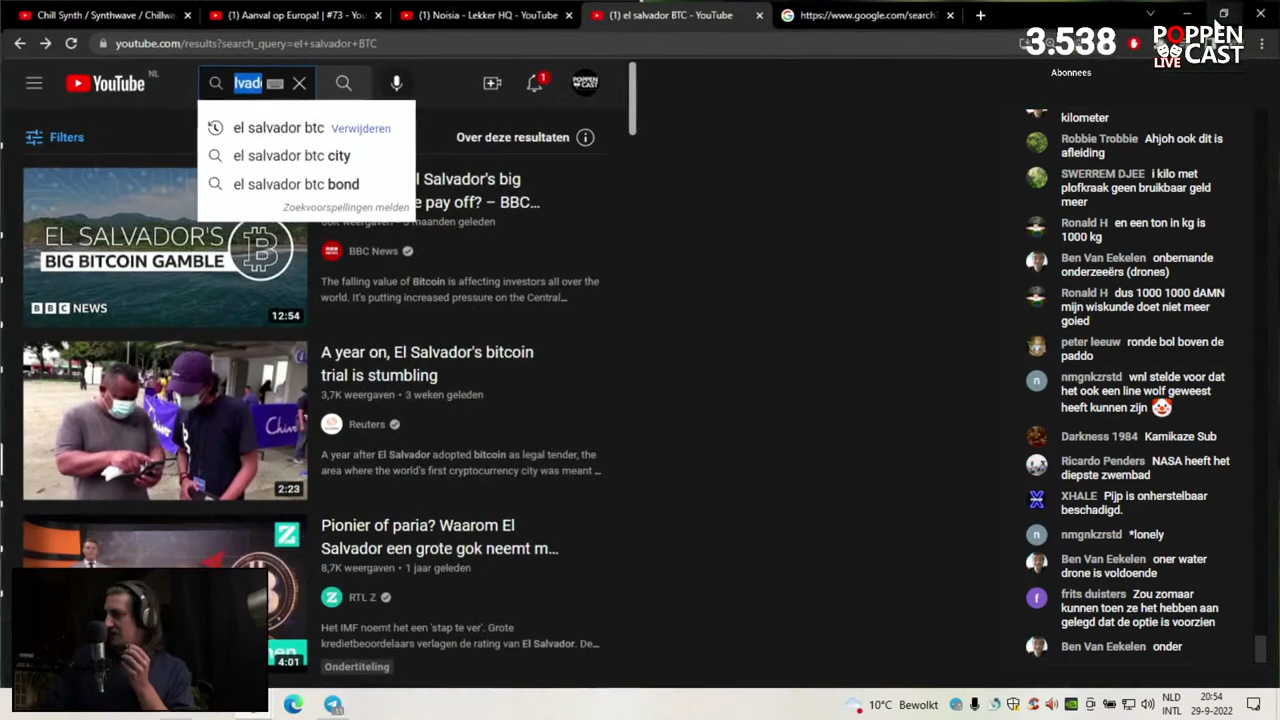 Chill Synth / Synthwave / Chillwa
(1) Aanval op Europa! | #73 - You
(1) Noisia - Lekker HQ - YouTube
(1) el salvador BTC - YouTube
https://www.google.com/search?
youtube.com/results?search_query=el+salvador+BTC
3.538
Abonnees
POPPEN
LIVE CAST
YouTube NL
lvado
1
POPPEN
CAST
el salvador btc Verwijderen
el salvador btc city
el salvador btc bond
Zoekvoorspellingen melden
Filters
Over deze resultaten
EL SALVADOR'S
BIG BITCOIN GAMBLE
BBC NEWS
12:54
l Salvador's big
e pay off? – BBC...
maanden geleden
BBC News
The falling value of Bitcoin is affecting investors all over the
world. It's putting increased pressure on the Central...
Chivo
2:23
A year on, El Salvador's bitcoin
trial is stumbling
3,7K weergaven • 3 weken geleden
Reuters
A year after El Salvador adopted bitcoin as legal tender, the
area where the world's first cryptocurrency city was meant ...
4:01
Pionier of paria? Waarom El
Salvador een grote gok neemt m...
8,7K weergaven • 1 jaar geleden
RTL Z
Het IMF noemt het een 'stap te ver'. Grote
kredietbeoordelaars verlagen de rating van El Salvador. De...
Ondertiteling
kilometer
Robbie Trobbie Ahjoh ook dit is
afleiding
SWERREM DJEE i kilo met
plofkraak geen bruikbaar geld
meer
Ronald H en een ton in kg is
1000 kg
Ben Van Eekelen onbemande
onderzeeërs (drones)
Ronald H dus 1000 1000 dAMN
mijn wiskunde doet niet meer
goied
peter leeuw ronde bol boven de
paddo
nmgnkzrstd wnl stelde voor dat
het ook een line wolf geweest
heeft kunnen zijn
Darkness 1984 Kamikaze Sub
Ricardo Penders NASA heeft het
diepste zwembad
XHALE Pijp is onherstelbaar
beschadigd.
nmgnkzrstd *lonely
Ben Van Eekelen oner water
drone is voldoende
frits duisters Zou zomaar
kunnen toen ze het hebben aan
gelegd dat de optie is voorzien
Ben Van Eekelen onder
10°C Bewolkt
NLD
INTL
20:54
29-9-2022